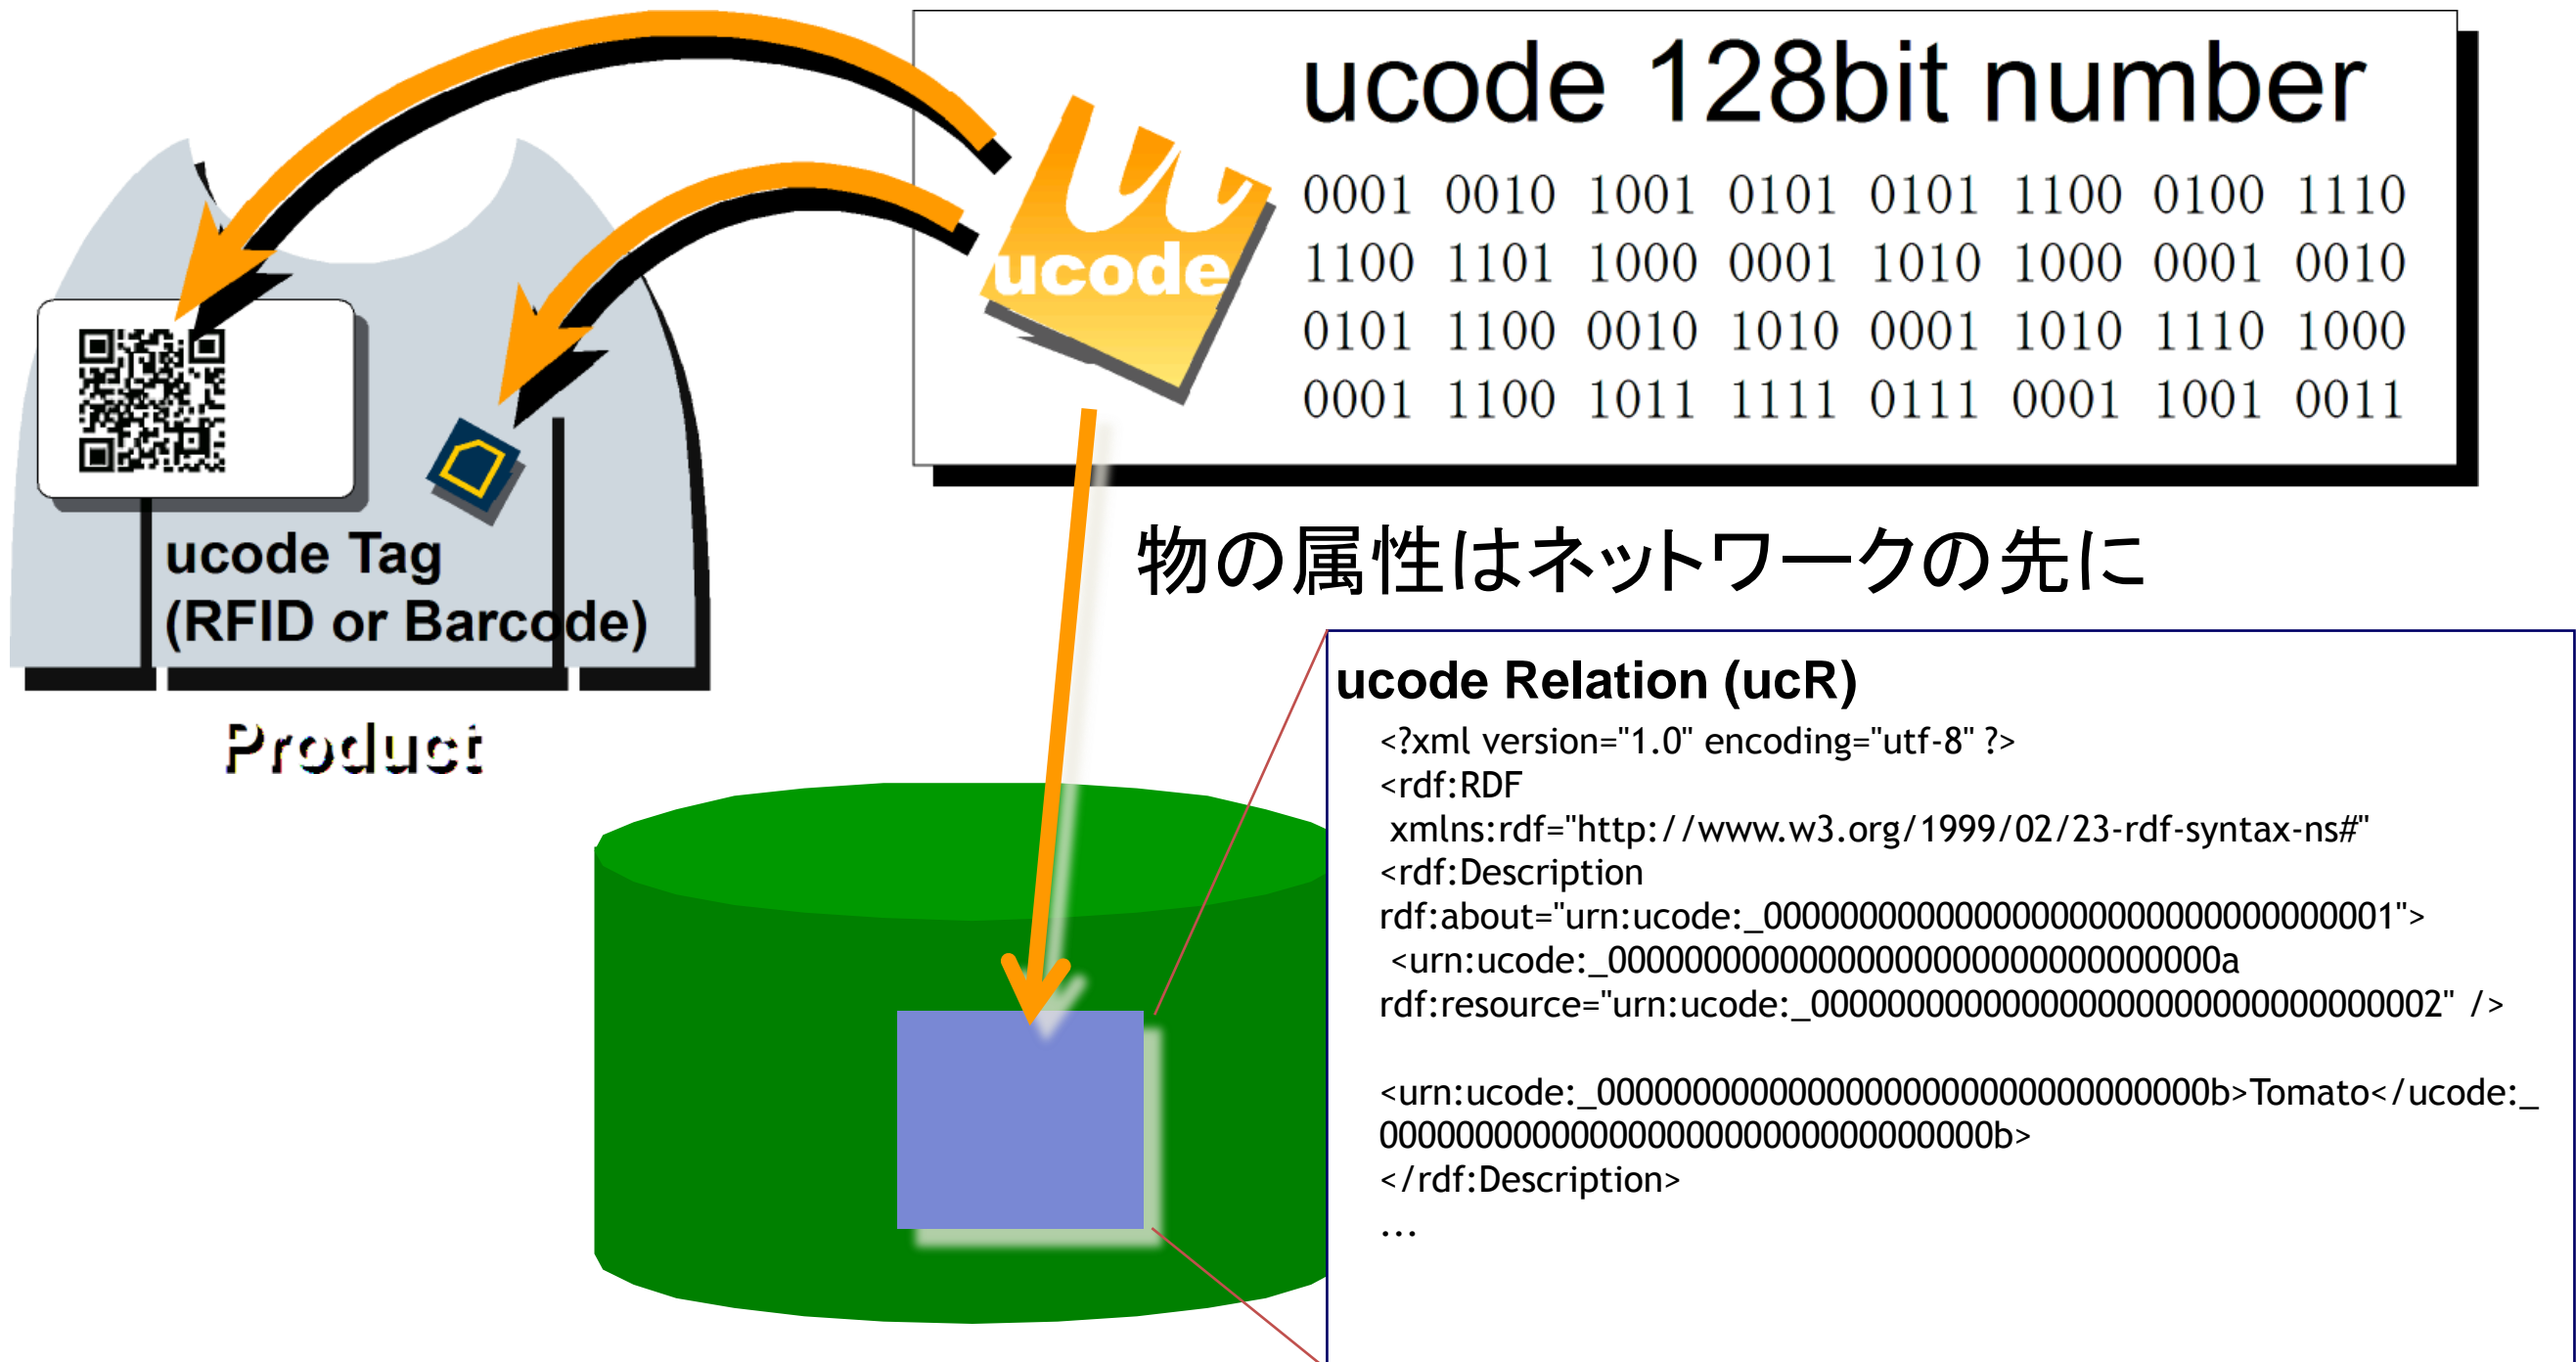 ucode 128bit number
0001 0010 1001 0101 0101 1100 0100 1110
1100 1101 1000 0001 1010 1000 0001 0010
0101 1100 0010 1010 0001 1010 1110 1000
0001 1100 1011 1111 0111 0001 1001 0011
ucode
ucode Tag
(RFID or Barcode)
Product
物の属性はネットワークの先に
ucode Relation (ucR)
<?xml version="1.0" encoding="utf-8" ?>
<rdf:RDF
xmlns:rdf="http://www.w3.org/1999/02/23-rdf-syntax-ns#"
<rdf:Description
rdf:about="urn:ucode:_00000000000000000000000000000001">
<urn:ucode:_0000000000000000000000000000000a
rdf:resource="urn:ucode:_00000000000000000000000000000002" />
<urn:ucode:_0000000000000000000000000000000b>Tomato</ucode:_
0000000000000000000000000000000b>
</rdf:Description>
...